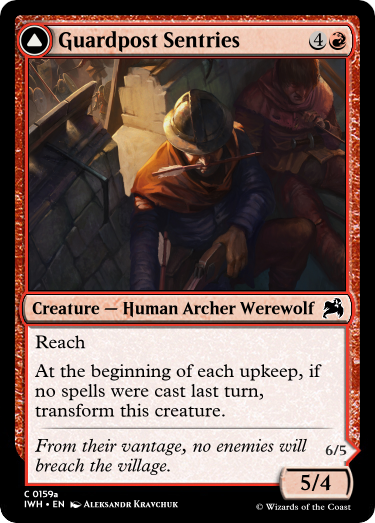 Guardpost Sentries 4
Creature — Human Archer Werewolf
Reach
At the beginning of each upkeep, if
no spells were cast last turn,
transform this creature.
From their vantage, no enemies will
breach the village.
6/5
5/4
C 0159a
IWH • EN Aleksandr Kravchuk
© Wizards of the Coast